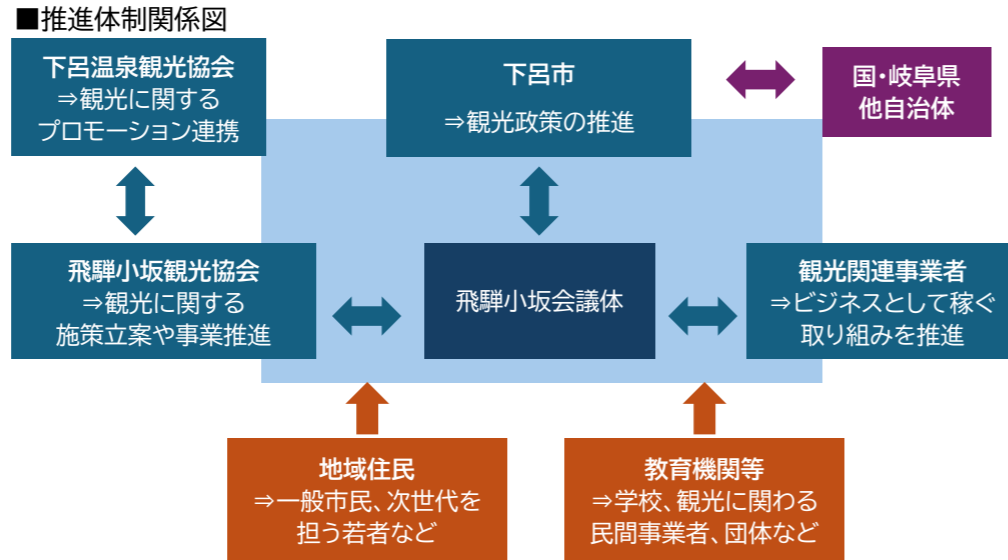 ■推進体制関係図
下呂温泉観光協会
⇒観光に関する
プロモーション連携
下呂市
⇒観光政策の推進
国・岐阜県
他自治体
飛騨小坂観光協会
⇒観光に関する
施策立案や事業推進
飛騨小坂会議体
観光関連事業者
⇒ビジネスとして稼ぐ
取り組みを推進
地域住民
⇒一般市民、次世代を
担う若者など
教育機関等
⇒学校、観光に関わる
民間事業者、団体など